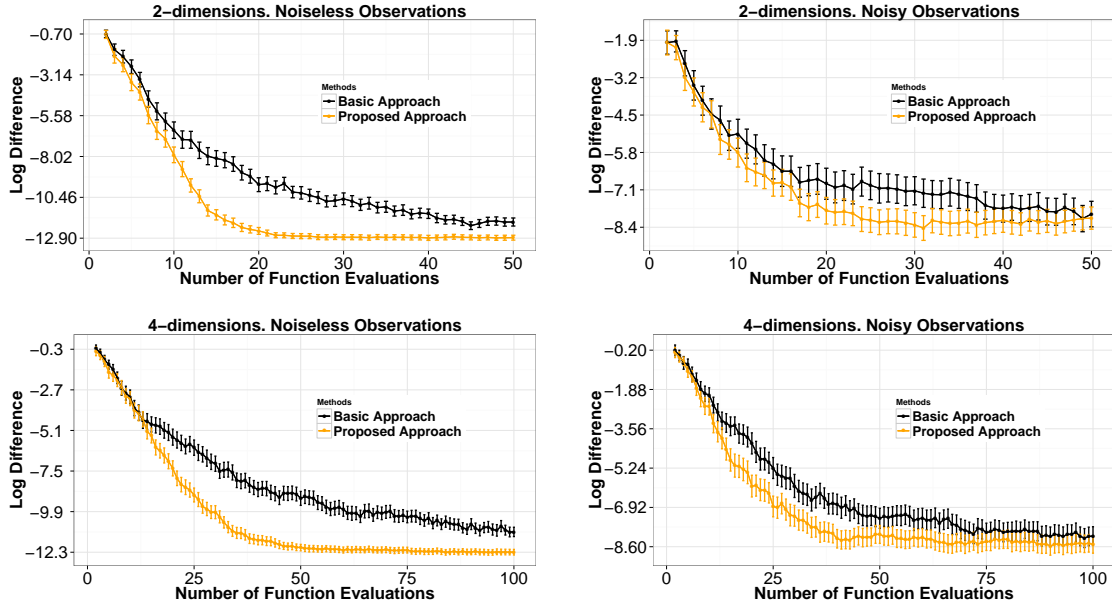 2−dimensions. Noiseless Observations
Log Difference
−0.70
−3.14
−5.58
−8.02
−10.46
−12.90
Methods
Basic Approach
Proposed Approach
0 10 20 30 40 50
Number of Function Evaluations
2−dimensions. Noisy Observations
Log Difference
−1.9
−3.2
−4.5
−5.8
−7.1
−8.4
Methods
Basic Approach
Proposed Approach
0 10 20 30 40 50
Number of Function Evaluations
4−dimensions. Noiseless Observations
Log Difference
−0.3
−2.7
−5.1
−7.5
−9.9
−12.3
Methods
Basic Approach
Proposed Approach
0 25 50 75 100
Number of Function Evaluations
4−dimensions. Noisy Observations
Log Difference
−0.20
−1.88
−3.56
−5.24
−6.92
−8.60
Methods
Basic Approach
Proposed Approach
0 25 50 75 100
Number of Function Evaluations